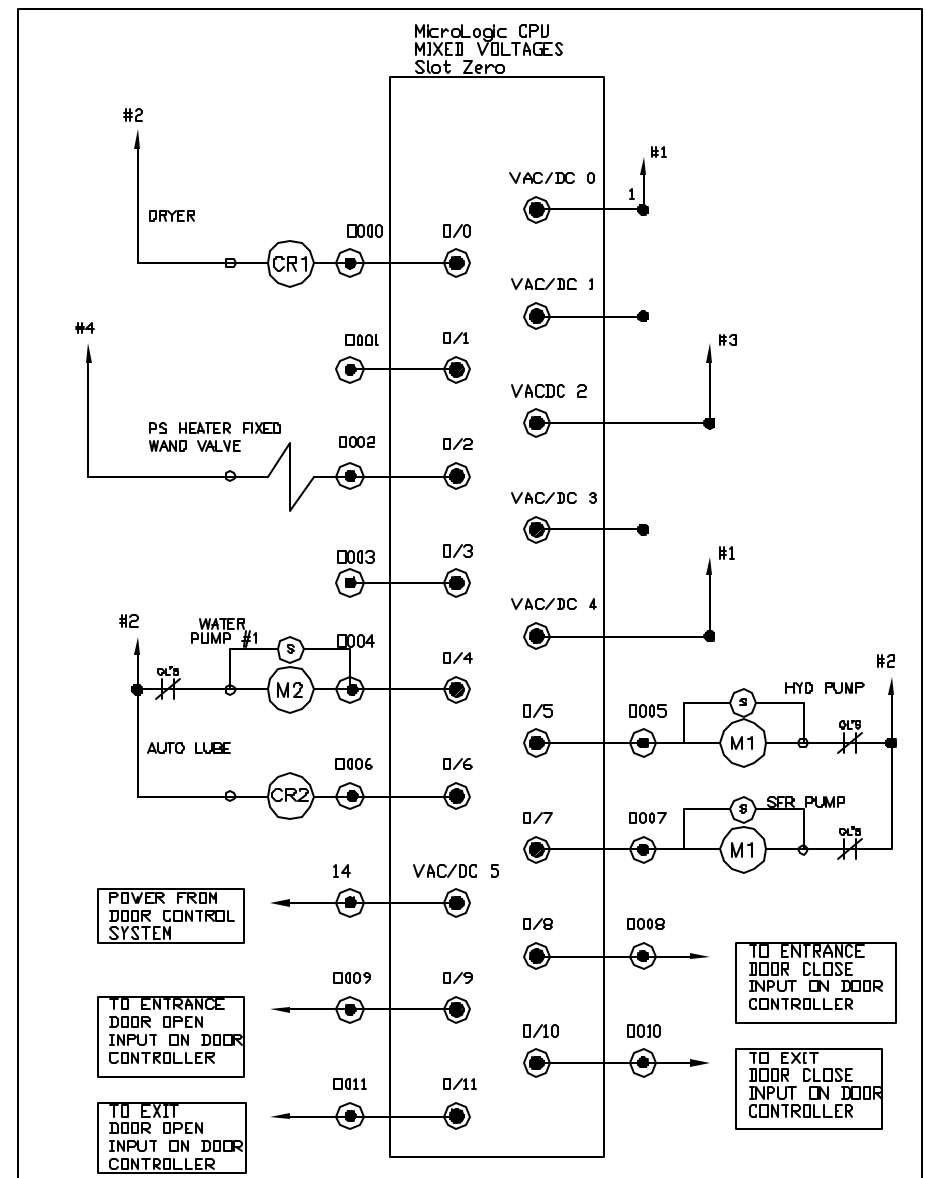 MicroLogic CPU
MIXED VOLTAGES
Slot Zero
#2
#1
VAC/DC 0
1
DRYER
O000
O/0
CR1
VAC/DC 1
#4
O001
O/1
#3
VACDC 2
PS HEATER FIXED
WAND VALVE
O002
O/2
VAC/DC 3
O003
O/3
#1
VAC/DC 4
#2
WATER
PUMP #1
O004
S
O/4
OL'S
M2
#2
HYD PUMP
O/5
O005
S
OL'S
M1
AUTO LUBE
O006
O/6
CR2
SFR PUMP
O/7
O007
S
OL'S
M1
14
VAC/DC 5
POWER FROM
DOOR CONTROL
SYSTEM
O/8
O008
TO ENTRANCE
DOOR CLOSE
INPUT ON DOOR
CONTROLLER
O009
O/9
TO ENTRANCE
DOOR OPEN
INPUT ON DOOR
CONTROLLER
O/10
O010
TO EXIT
DOOR CLOSE
INPUT ON DOOR
CONTROLLER
O011
O/11
TO EXIT
DOOR OPEN
INPUT ON DOOR
CONTROLLER